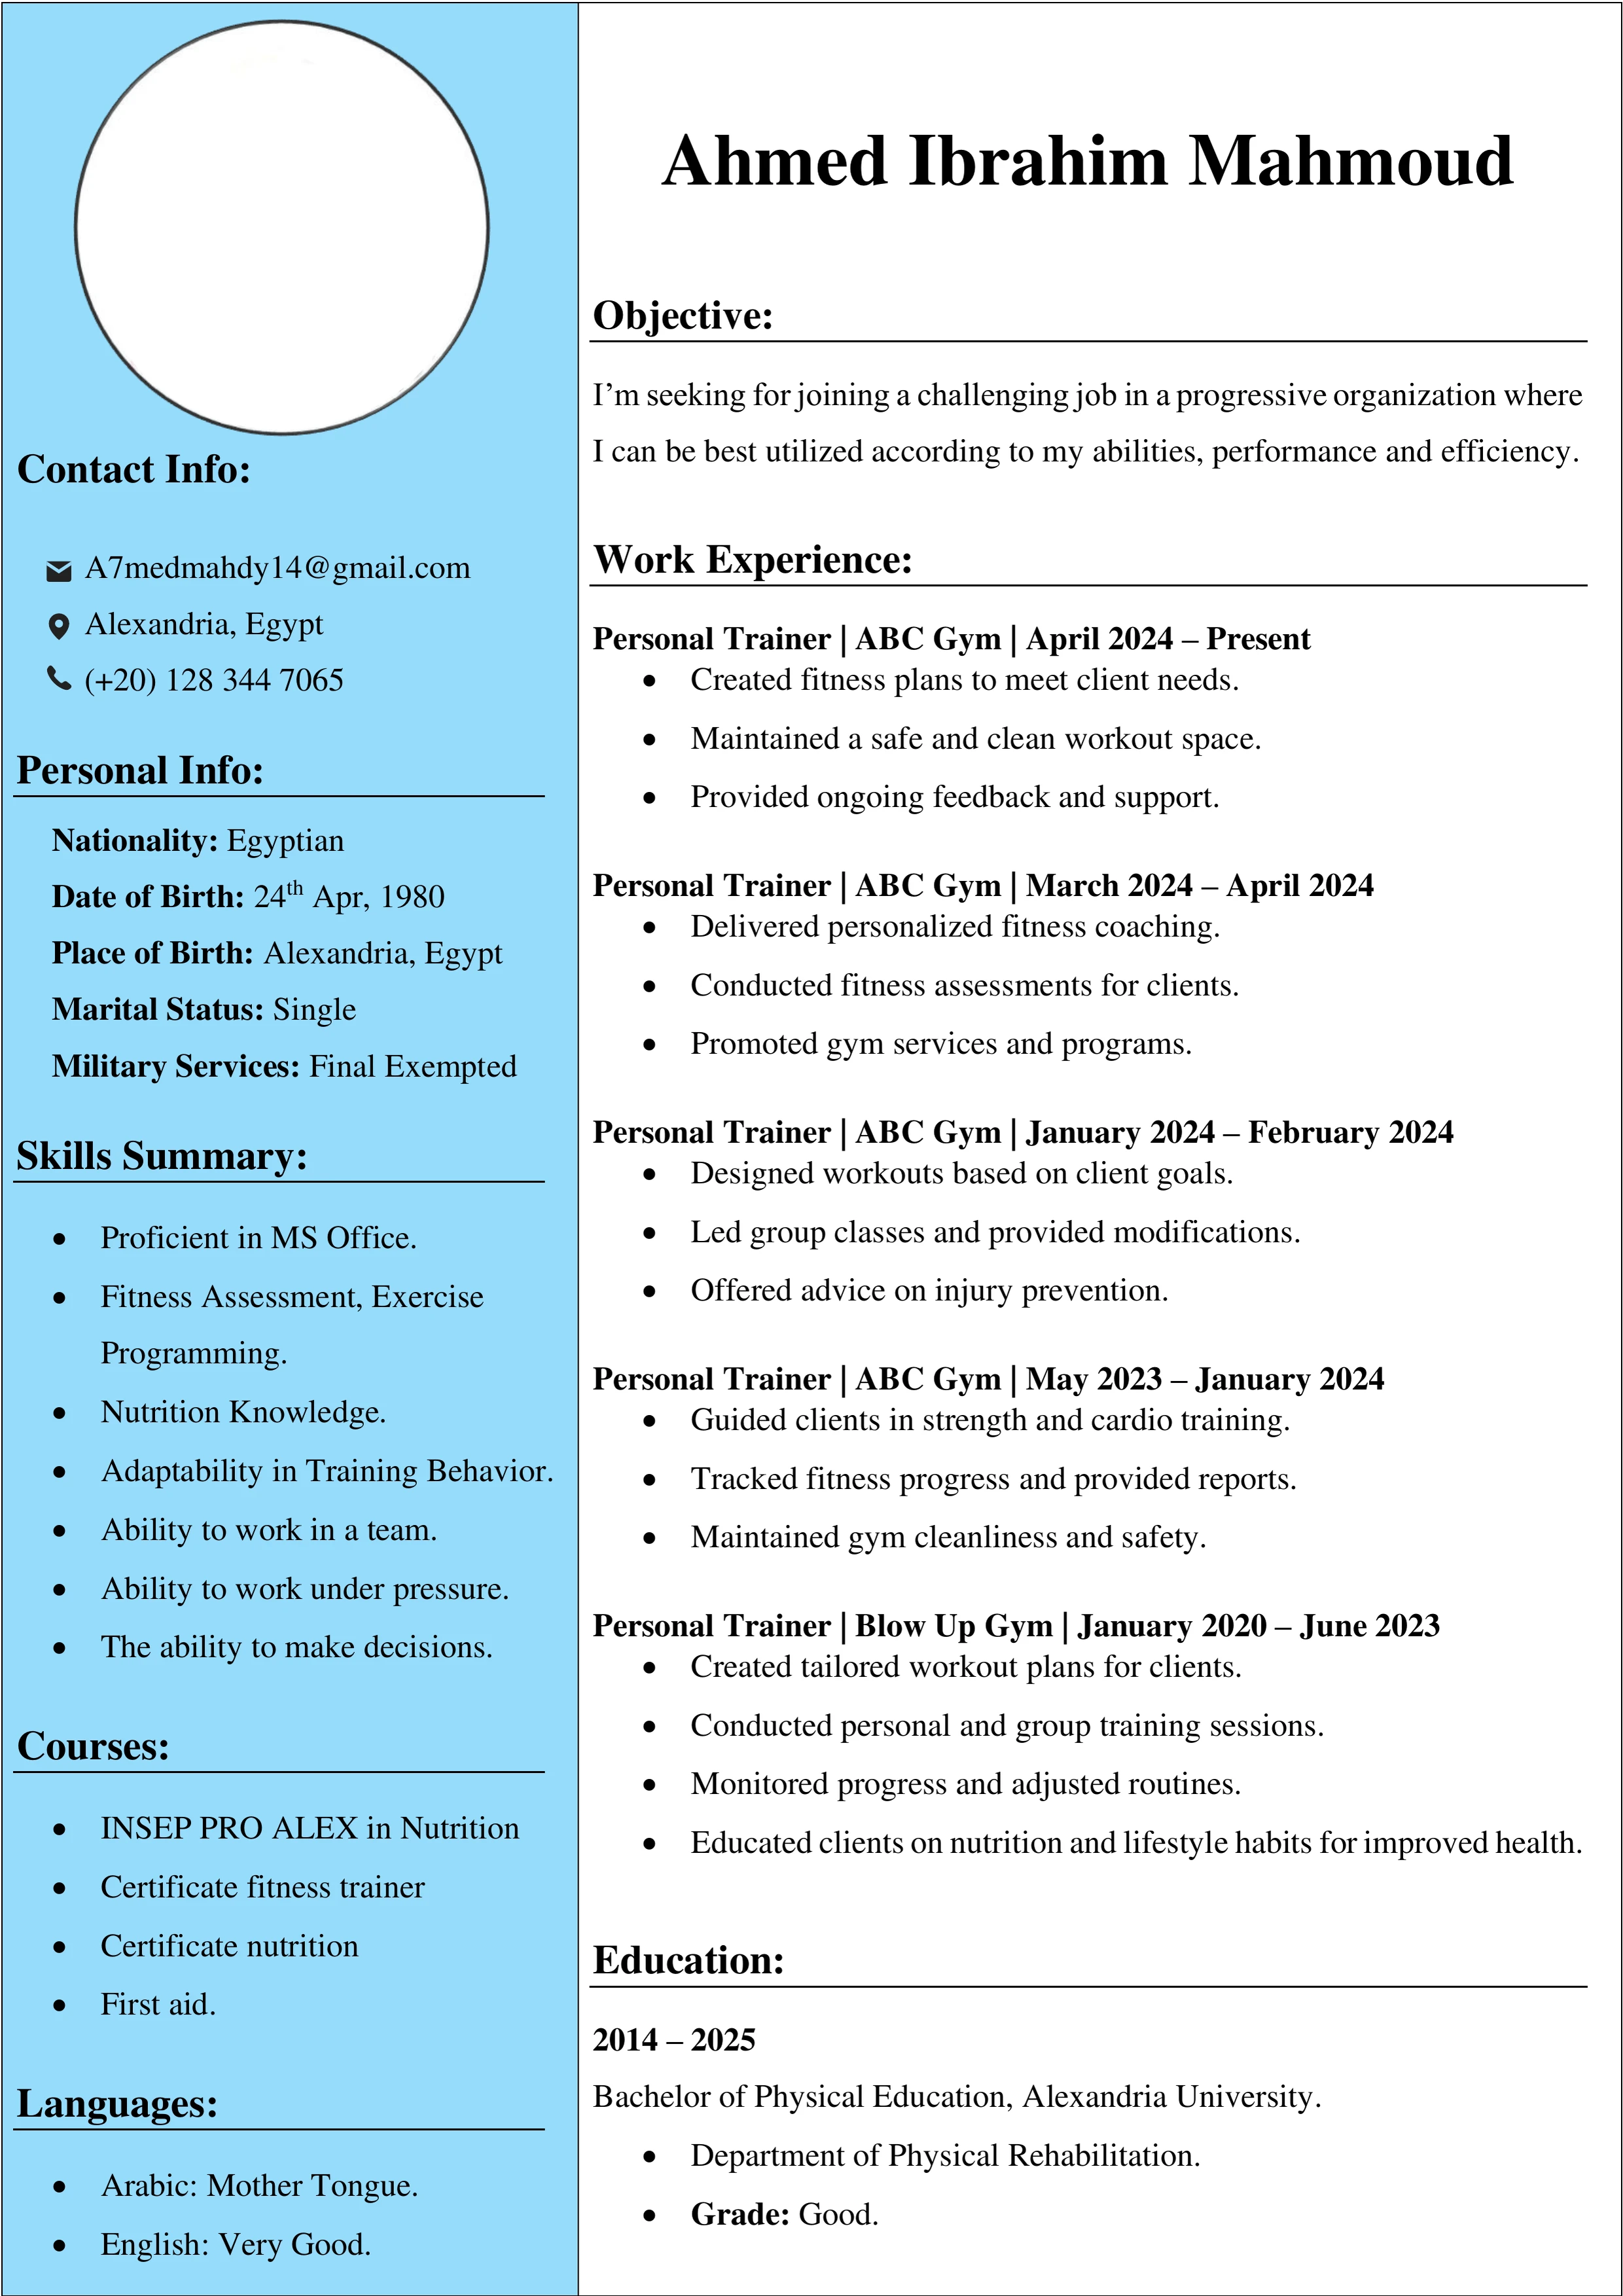 Contact Info:
A7medmahdy14@gmail.com
Alexandria, Egypt
(+20) 128 344 7065
Personal Info:
Nationality: Egyptian
Date of Birth: 24th Apr, 1980
Place of Birth: Alexandria, Egypt
Marital Status: Single
Military Services: Final Exempted
Skills Summary:
• Proficient in MS Office.
• Fitness Assessment, Exercise
Programming.
• Nutrition Knowledge.
• Adaptability in Training Behavior.
• Ability to work in a team.
• Ability to work under pressure.
• The ability to make decisions.
Courses:
• INSEP PRO ALEX in Nutrition
• Certificate fitness trainer
• Certificate nutrition
• First aid.
Languages:
• Arabic: Mother Tongue.
• English: Very Good.
Ahmed Ibrahim Mahmoud
Objective:
I’m seeking for joining a challenging job in a progressive organization where
I can be best utilized according to my abilities, performance and efficiency.
Work Experience:
Personal Trainer | ABC Gym | April 2024 – Present
• Created fitness plans to meet client needs.
• Maintained a safe and clean workout space.
• Provided ongoing feedback and support.
Personal Trainer | ABC Gym | March 2024 – April 2024
• Delivered personalized fitness coaching.
• Conducted fitness assessments for clients.
• Promoted gym services and programs.
Personal Trainer | ABC Gym | January 2024 – February 2024
• Designed workouts based on client goals.
• Led group classes and provided modifications.
• Offered advice on injury prevention.
Personal Trainer | ABC Gym | May 2023 – January 2024
• Guided clients in strength and cardio training.
• Tracked fitness progress and provided reports.
• Maintained gym cleanliness and safety.
Personal Trainer | Blow Up Gym | January 2020 – June 2023
• Created tailored workout plans for clients.
• Conducted personal and group training sessions.
• Monitored progress and adjusted routines.
• Educated clients on nutrition and lifestyle habits for improved health.
Education:
2014 – 2025
Bachelor of Physical Education, Alexandria University.
• Department of Physical Rehabilitation.
• Grade: Good.